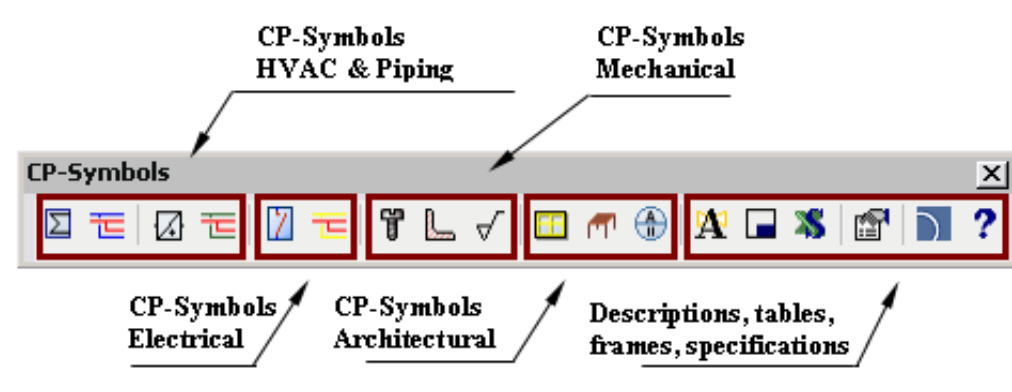 CP-Symbols
HVAC & Piping
CP-Symbols
Mechanical
CP-Symbols
CP-Symbols
Electrical
CP-Symbols
Architectural
Descriptions, tables,
frames, specifications